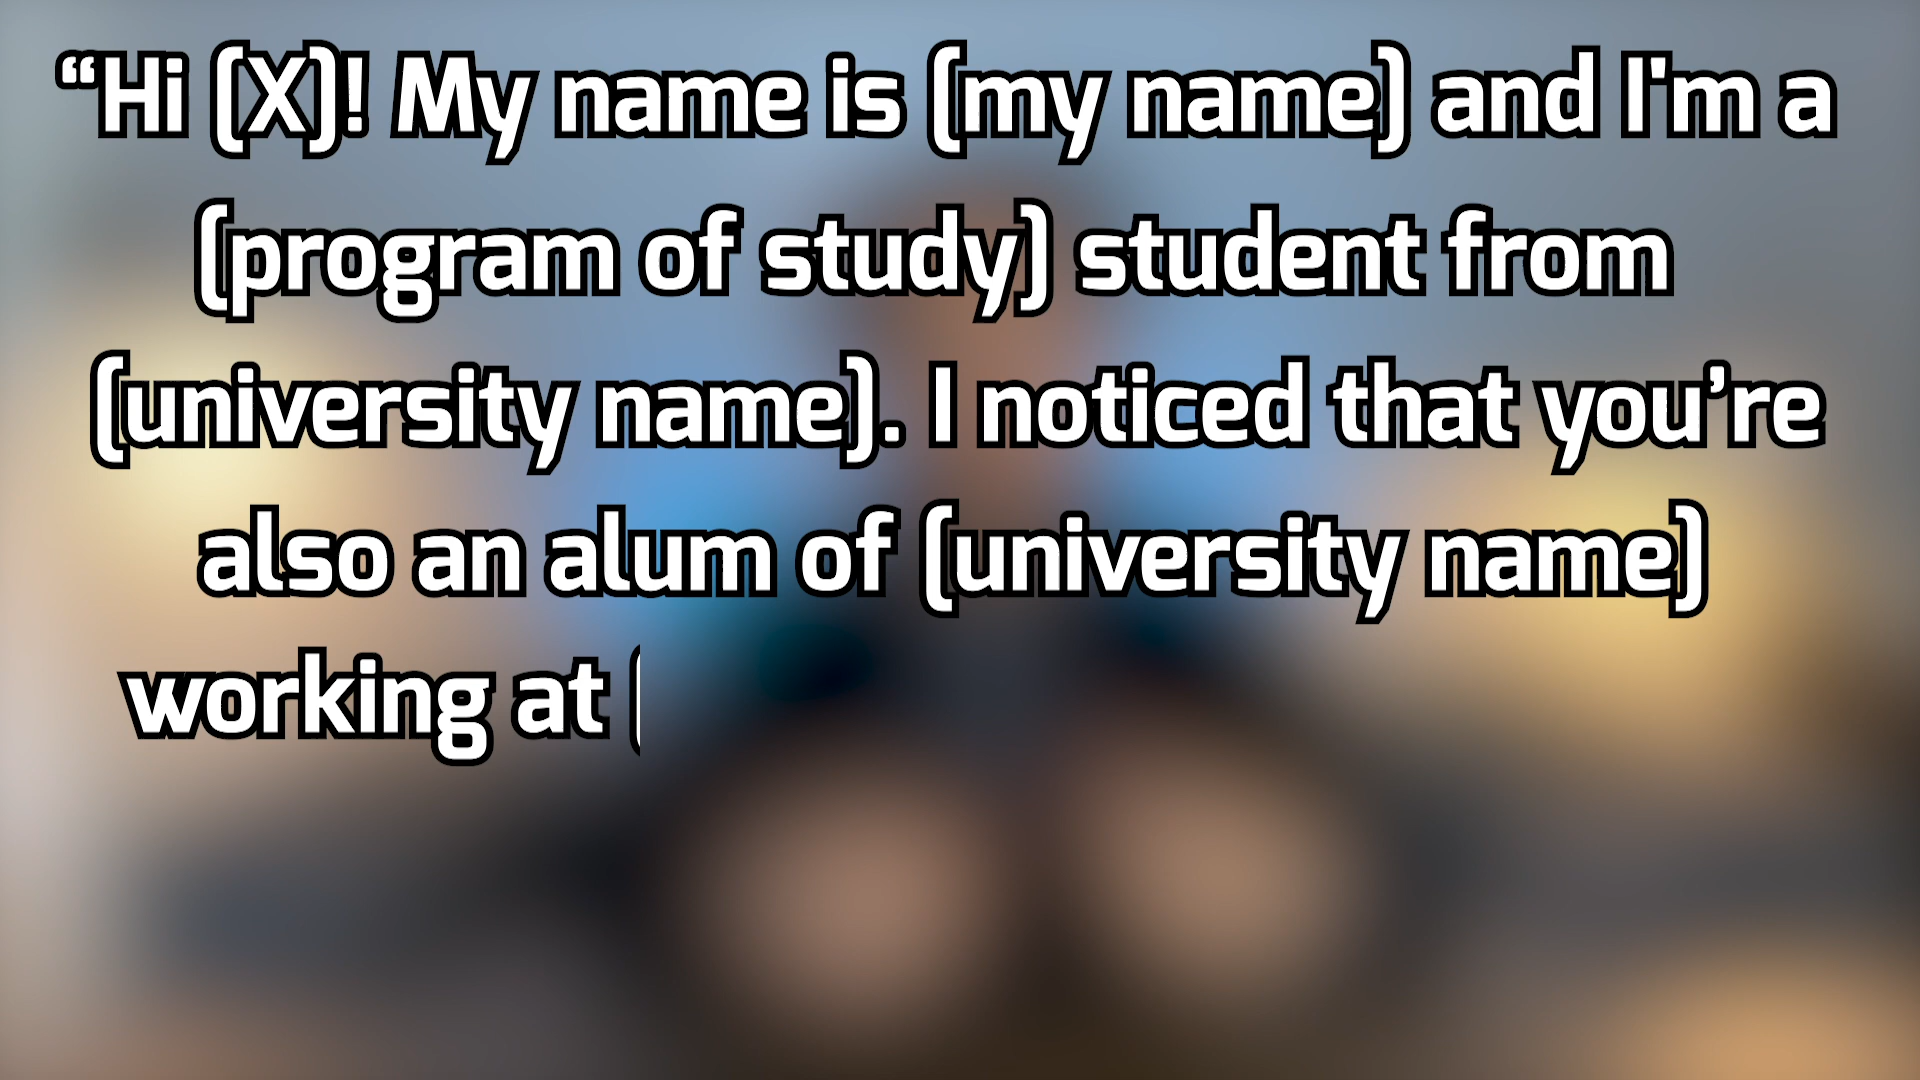 “Hi (X)! My name is (my name) and I'm a
(program of study) student from
(university name). I noticed that you’re
also an alum of (university name)
working at (